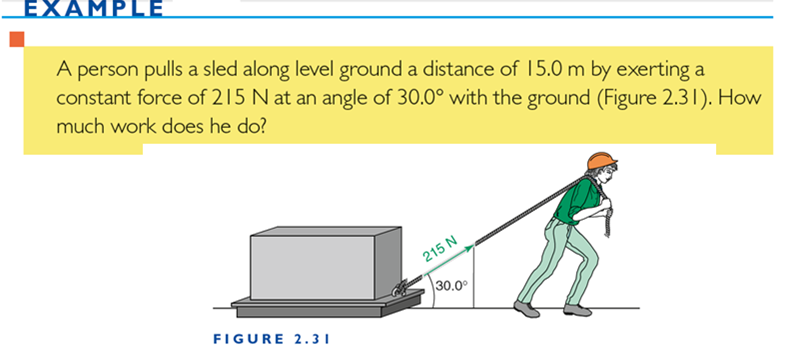 EXAMPLE
A person pulls a sled along level ground a distance of 15.0 m by exerting a
constant force of 215 N at an angle of 30.0° with the ground (Figure 2.31). How
much work does he do?
215 N
30.0°
FIGURE 2.31